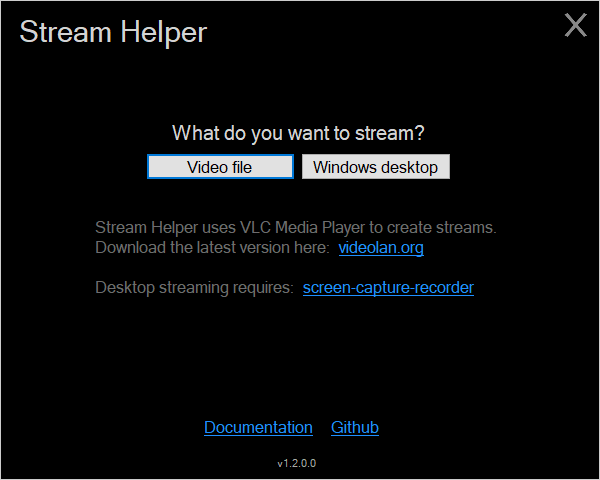 Stream Helper
What do you want to stream?
Video file
Windows desktop
Stream Helper uses VLC Media Player to create streams.
Download the latest version here: videolan.org
Desktop streaming requires: screen-capture-recorder
Documentation
Github
v1.2.0.0